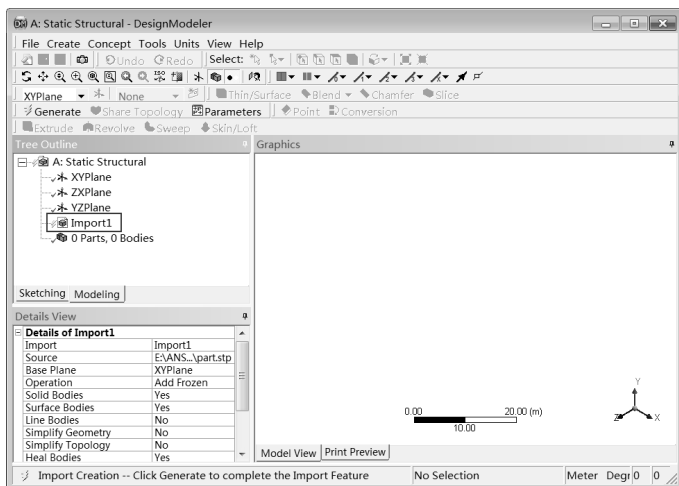 A: Static Structural - DesignModeler
File Create Concept Tools Units View Help
Undo Redo Select:
XYPlane None Thin/Surface Blend Chamfer Slice
Generate Share Topology Parameters Point Conversion
Extrude Revolve Sweep Skin/Loft
Tree Outline
A: Static Structural
XYPlane
ZXPlane
YZPlane
Import1
0 Parts, 0 Bodies
Sketching Modeling
Details View
Details of Import1
Import Import1
Source E:\ANS...\part.stp
Base Plane XYPlane
Operation Add Frozen
Solid Bodies Yes
Surface Bodies Yes
Line Bodies No
Simplify Geometry No
Simplify Topology No
Heal Bodies Yes
Graphics
0.00 20.00 (m)
10.00
Y
Z X
Model View Print Preview
Import Creation -- Click Generate to complete the Import Feature No Selection Meter Degr 0 0